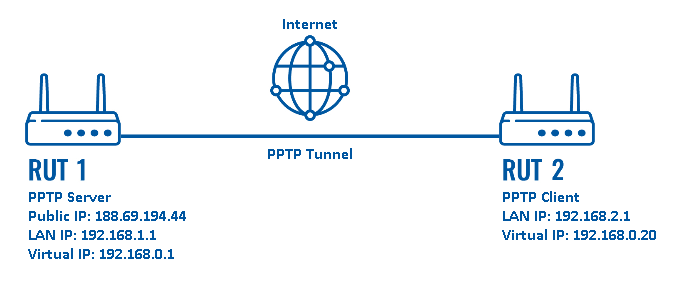 Internet
PPTP Tunnel
RUT 1
PPTP Server
Public IP: 188.69.194.44
LAN IP: 192.168.1.1
Virtual IP: 192.168.0.1
RUT 2
PPTP Client
LAN IP: 192.168.2.1
Virtual IP: 192.168.0.20